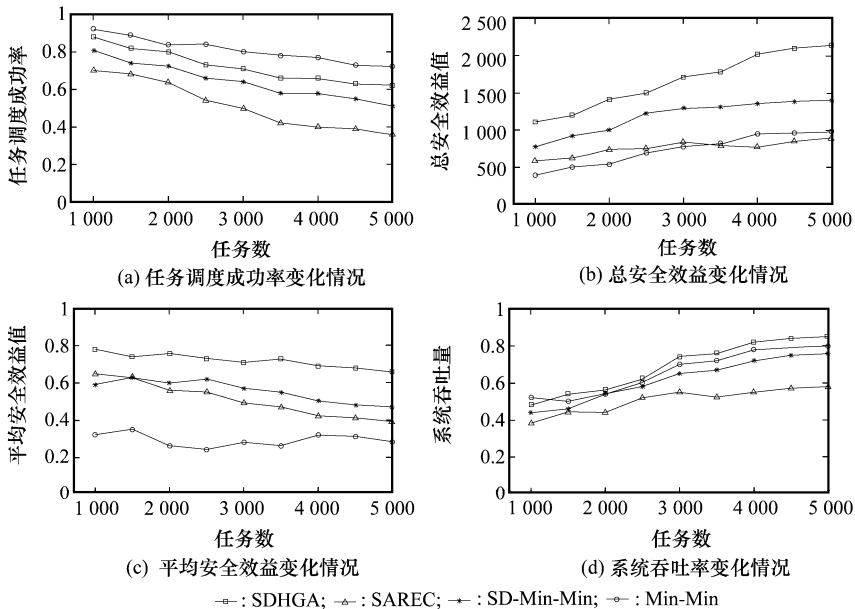 1
0.8
0.6
0.4
0.2
0
1 000 2 000 3 000 4 000 5 000
任务调度成功率
任务数
(a) 任务调度成功率变化情况
2 500
2 000
1 500
1 000
500
0
1 000 2 000 3 000 4 000 5 000
总安全效益值
任务数
(b) 总安全效益变化情况
1
0.8
0.6
0.4
0.2
0
1 000 2 000 3 000 4 000 5 000
平均安全效益值
任务数
(c) 平均安全效益变化情况
1
0.8
0.6
0.4
0.2
0
1 000 2 000 3 000 4 000 5 000
系统吞吐量
任务数
(d) 系统吞吐率变化情况
: SDHGA; : SAREC; : SD-Min-Min; : Min-Min